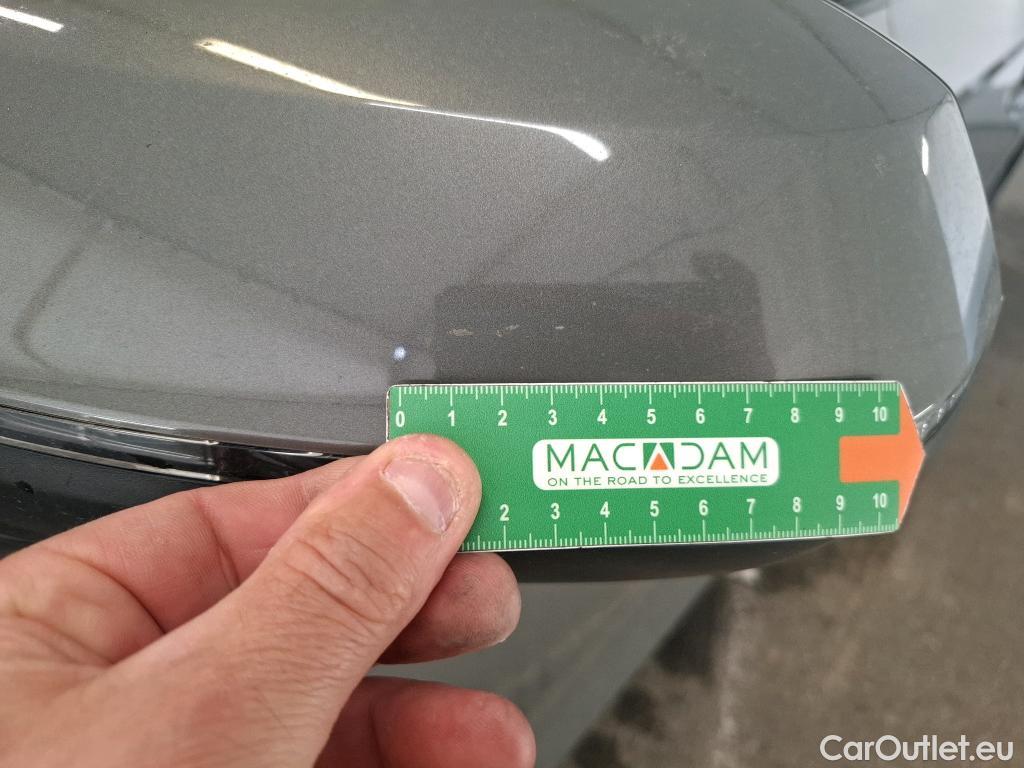 0 1 2 3 4 5 6 7 8 9 10
MACADAM
ON THE ROAD TO EXCELLENCE
2 3 4 5 6 7 8 9 10
CarOutlet.eu